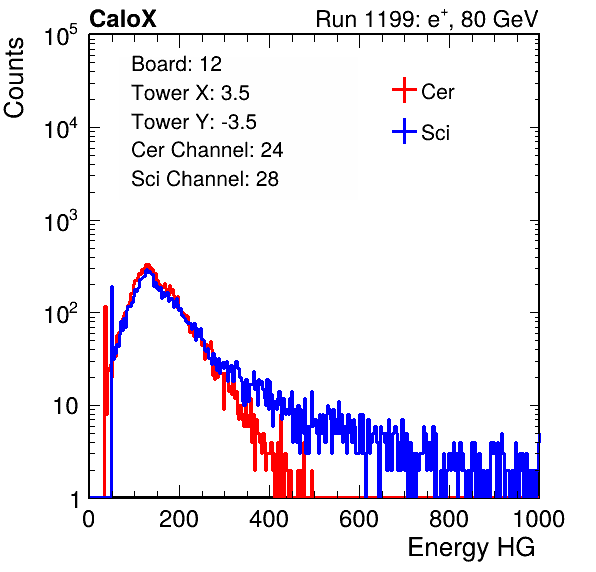 CaloX Run 1199: e⁺, 80 GeV
Counts
Board: 12
Tower X: 3.5
Tower Y: -3.5
Cer Channel: 24
Sci Channel: 28
Cer
Sci
10⁵
10⁴
10³
10²
10
1
0 200 400 600 800 1000
Energy HG